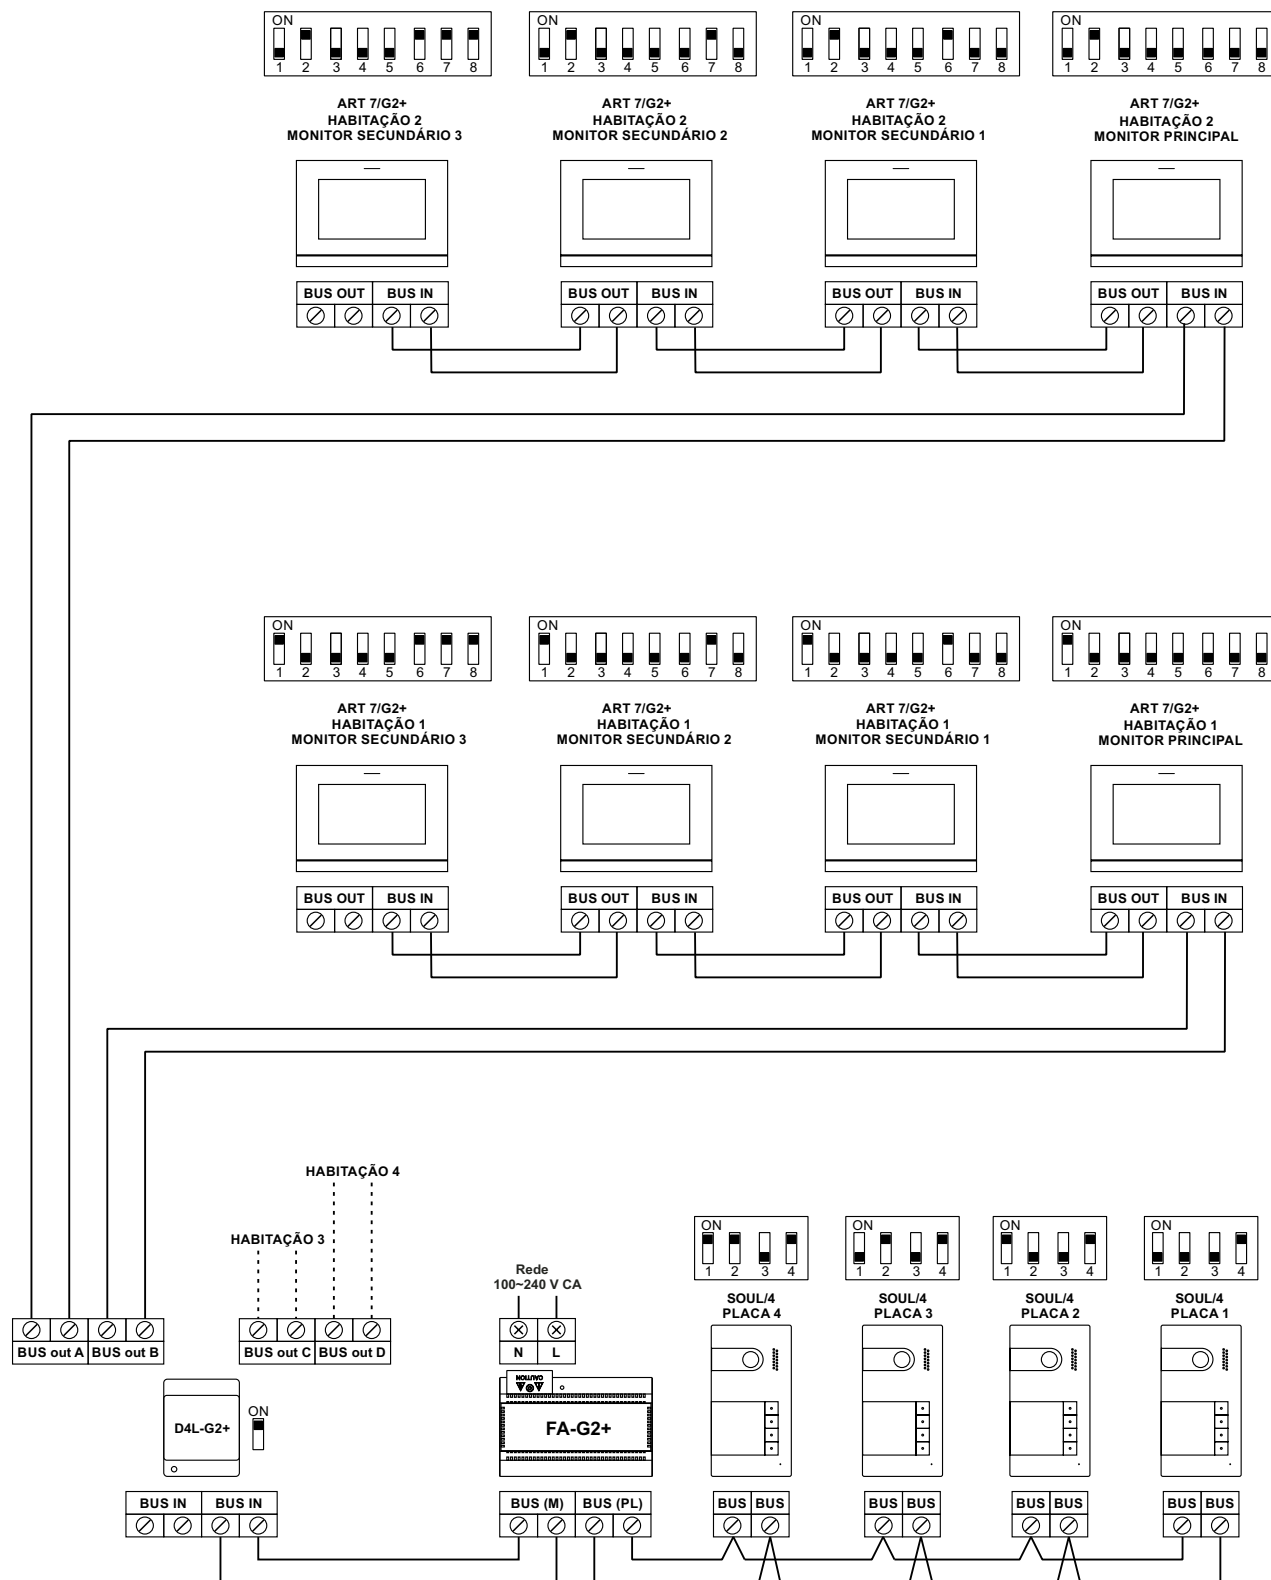 ON ON ON ON
1 2 3 4 5 6 7 8 1 2 3 4 5 6 7 8 1 2 3 4 5 6 7 8 1 2 3 4 5 6 7 8
ART 7/G2+ ART 7/G2+ ART 7/G2+ ART 7/G2+
HABITAÇÃO 2 HABITAÇÃO 2 HABITAÇÃO 2 HABITAÇÃO 2
MONITOR SECUNDÁRIO 3 MONITOR SECUNDÁRIO 2 MONITOR SECUNDÁRIO 1 MONITOR PRINCIPAL
BUS OUT BUS IN BUS OUT BUS IN BUS OUT BUS IN BUS OUT BUS IN
ON ON ON ON
1 2 3 4 5 6 7 8 1 2 3 4 5 6 7 8 1 2 3 4 5 6 7 8 1 2 3 4 5 6 7 8
ART 7/G2+ ART 7/G2+ ART 7/G2+ ART 7/G2+
HABITAÇÃO 1 HABITAÇÃO 1 HABITAÇÃO 1 HABITAÇÃO 1
MONITOR SECUNDÁRIO 3 MONITOR SECUNDÁRIO 2 MONITOR SECUNDÁRIO 1 MONITOR PRINCIPAL
BUS OUT BUS IN BUS OUT BUS IN BUS OUT BUS IN BUS OUT BUS IN
HABITAÇÃO 4
HABITAÇÃO 3
ON ON ON ON
1 2 3 4 1 2 3 4 1 2 3 4 1 2 3 4
Rede
100~240 V CA
SOUL/4 SOUL/4 SOUL/4 SOUL/4
PLACA 4 PLACA 3 PLACA 2 PLACA 1
BUS out A BUS out B BUS out C BUS out D N L
CAUTION
ON
D4L-G2+ FA-G2+
BUS IN BUS IN BUS (M) BUS (PL) BUS BUS BUS BUS BUS BUS BUS BUS